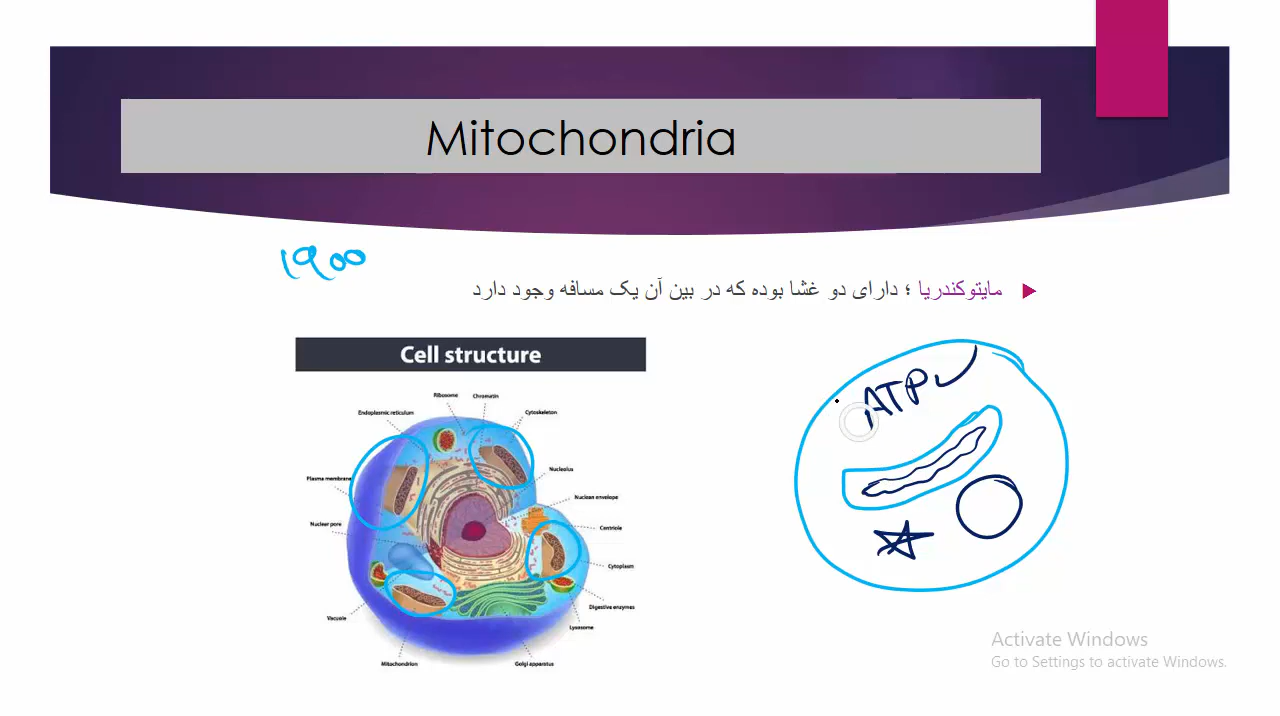 Mitochondria
۱۹۰۰
مایتوکندریا ؛ دارای دو غشا بوده که در بین آن یک مسافه وجود دارد
Cell structure
Ribosome
Chromatin
Endoplasmic reticulum
Cytoskeleton
Nucleolus
Plasma membrane
Nuclear envelope
Nuclear pore
Centriole
Cytoplasm
Digestive enzymes
Vacuole
Lysosome
Mitochondrion
Golgi apparatus
ATP
Activate Windows
Go to Settings to activate Windows.